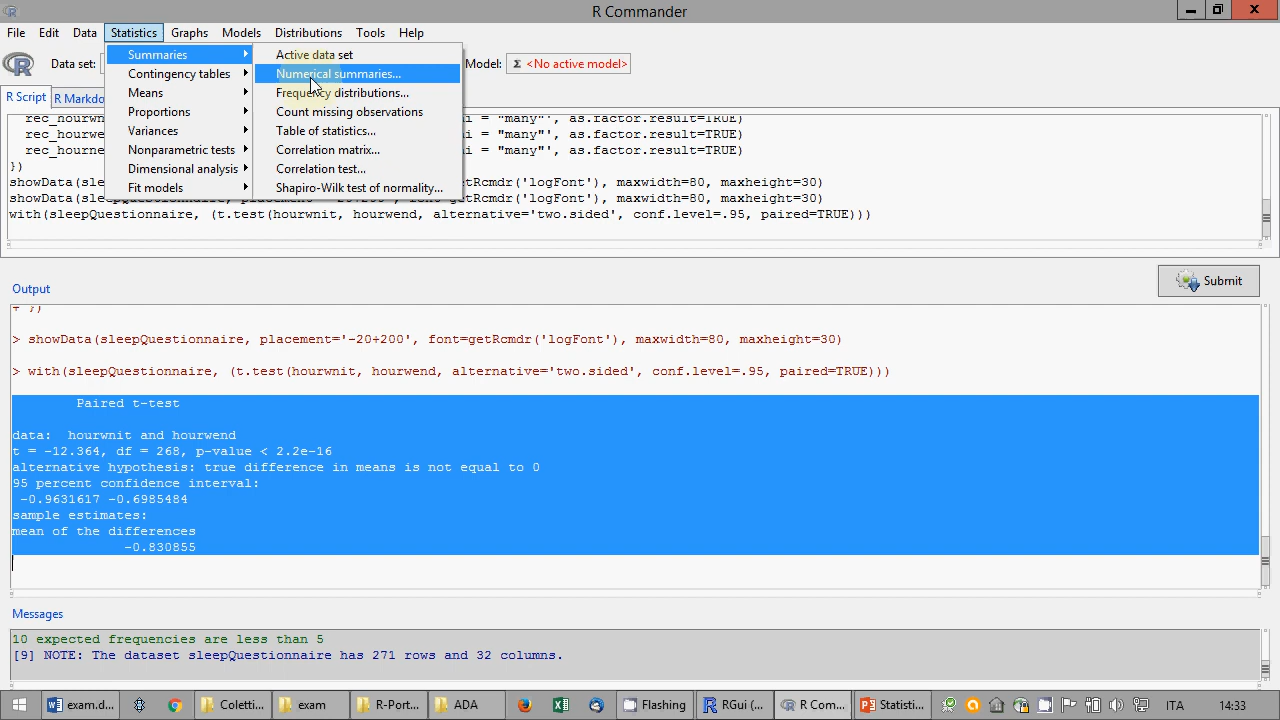 R Commander
File Edit Data Statistics Graphs Models Distributions Tools Help
Summaries
Contingency tables
Means
Proportions
Variances
Nonparametric tests
Dimensional analysis
Fit models
Active data set
Numerical summaries...
Frequency distributions...
Count missing observations
Table of statistics...
Correlation matrix...
Correlation test...
Shapiro-Wilk test of normality...
Data set:
Model: Σ <No active model>
R Script R Markdo
rec_hourwn = "many"', as.factor.result=TRUE)
rec_hourwe i = "many"', as.factor.result=TRUE)
rec_hourne i = "many"', as.factor.result=TRUE)
})
showData(sleepQuestionnaire, placement='-20+200', font=getRcmdr('logFont'), maxwidth=80, maxheight=30)
showData( getRcmdr('logFont'), maxwidth=80, maxheight=30)
with(sleepQuestionnaire, (t.test(hourwnit, hourwend, alternative='two.sided', conf.level=.95, paired=TRUE)))
Submit
Output
+ })
> showData(sleepQuestionnaire, placement='-20+200', font=getRcmdr('logFont'), maxwidth=80, maxheight=30)
> with(sleepQuestionnaire, (t.test(hourwnit, hourwend, alternative='two.sided', conf.level=.95, paired=TRUE)))
Paired t-test
data: hourwnit and hourwend
t = -12.364, df = 268, p-value < 2.2e-16
alternative hypothesis: true difference in means is not equal to 0
95 percent confidence interval:
-0.9631617 -0.6985484
sample estimates:
mean of the differences
-0.830855
Messages
10 expected frequencies are less than 5
[9] NOTE: The dataset sleepQuestionnaire has 271 rows and 32 columns.
exam.d... Coletti... exam R-Port... ADA Flashing RGui (... R Com... Statisti... ITA 14:33